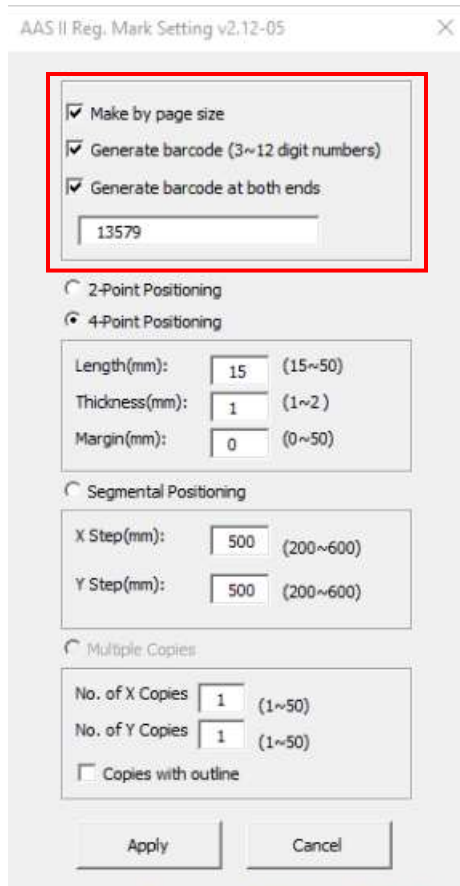 AAS II Reg. Mark Setting v2.12-05
Make by page size
Generate barcode (3~12 digit numbers)
Generate barcode at both ends
13579
2-Point Positioning
4-Point Positioning
Length(mm): 15 (15~50)
Thickness(mm): 1 (1~2)
Margin(mm): 0 (0~50)
Segmental Positioning
X Step(mm): 500 (200~600)
Y Step(mm): 500 (200~600)
Multiple Copies
No. of X Copies 1 (1~50)
No. of Y Copies 1 (1~50)
Copies with outline
Apply Cancel